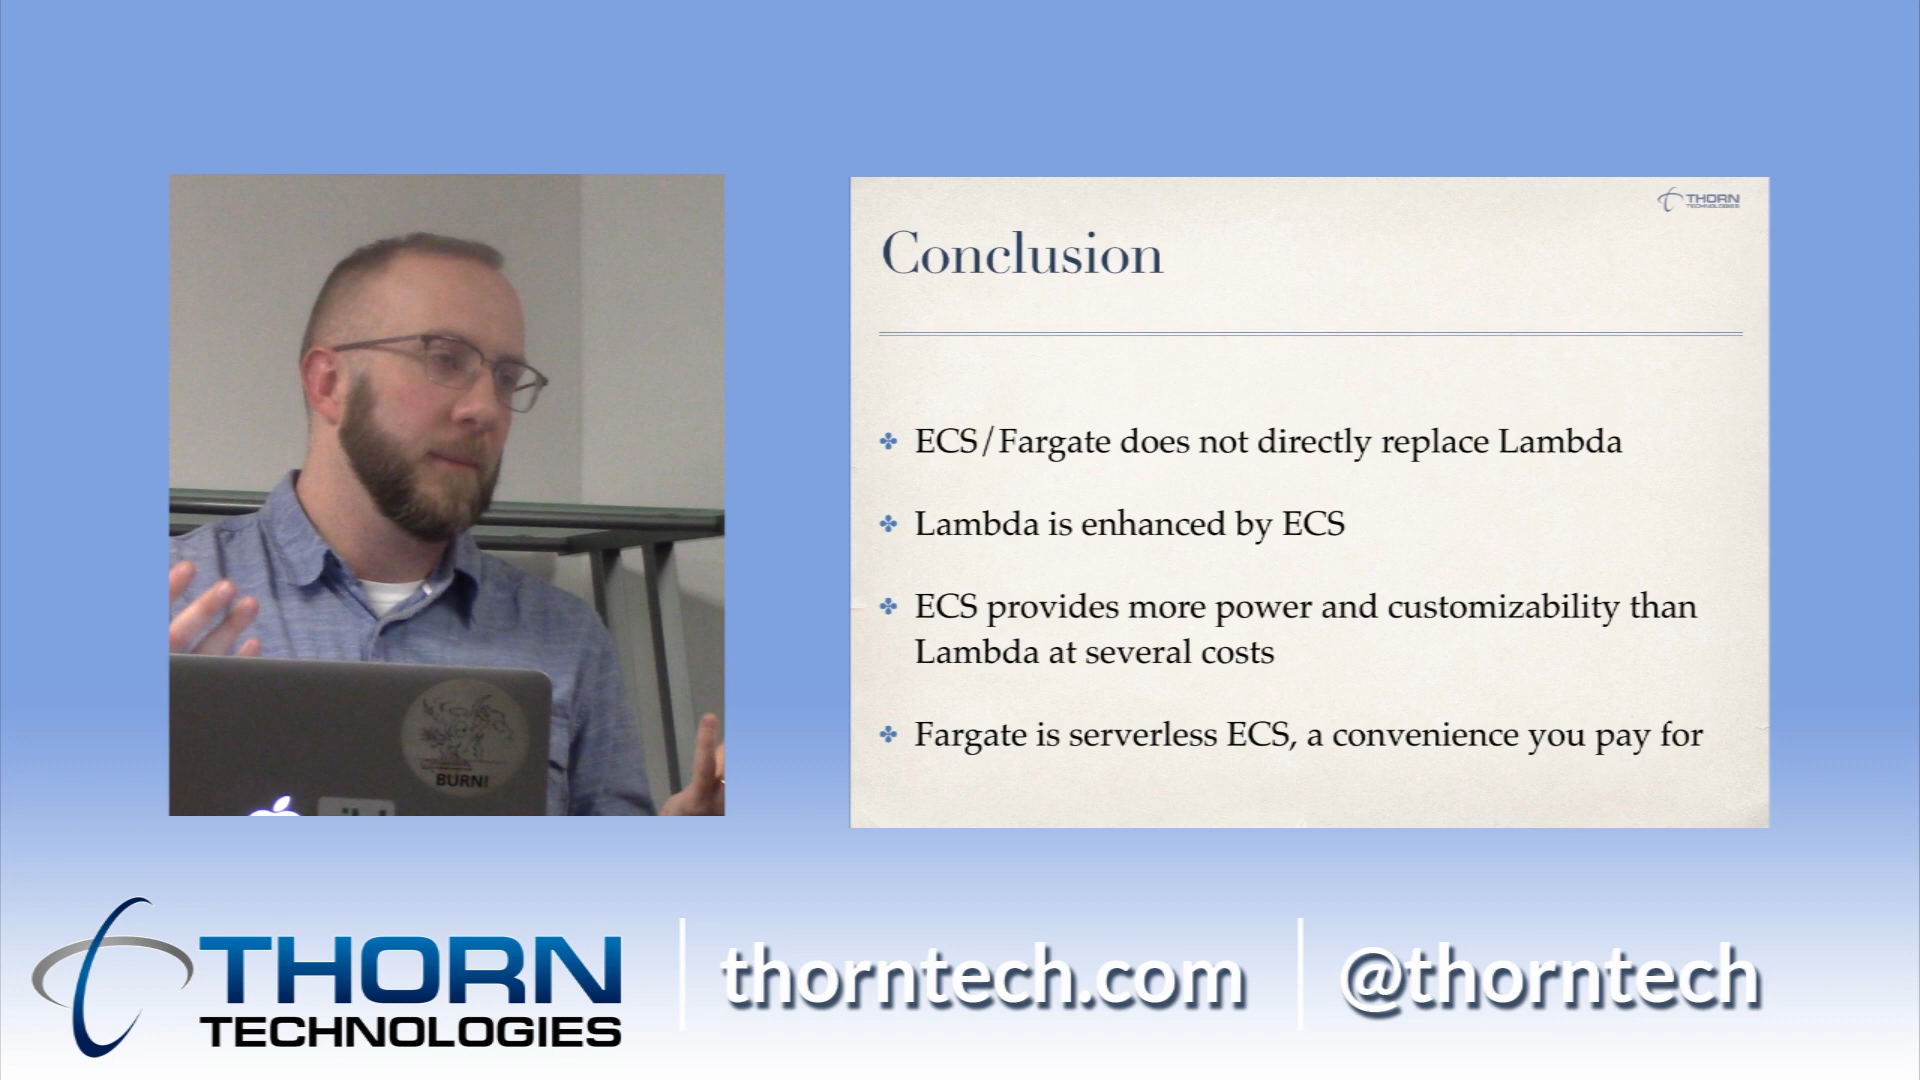 THORN
TECHNOLOGIES
Conclusion
ECS/Fargate does not directly replace Lambda
Lambda is enhanced by ECS
ECS provides more power and customizability than
Lambda at several costs
Fargate is serverless ECS, a convenience you pay for
BURN!
THORN
TECHNOLOGIES
thorntech.com
@thorntech